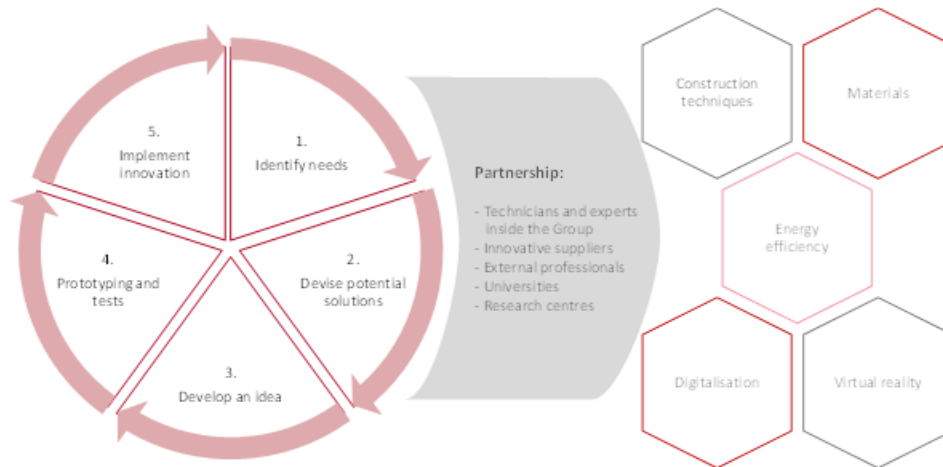 5.
Implement
innovation
1.
Identify needs
4.
Prototyping and
tests
2.
Devise potential
solutions
3.
Develop an idea
Partnership:
- Technicians and experts
inside the Group
- Innovative suppliers
- External professionals
- Universities
- Research centres
Construction
techniques
Materials
Energy
efficiency
Digitalisation
Virtual reality